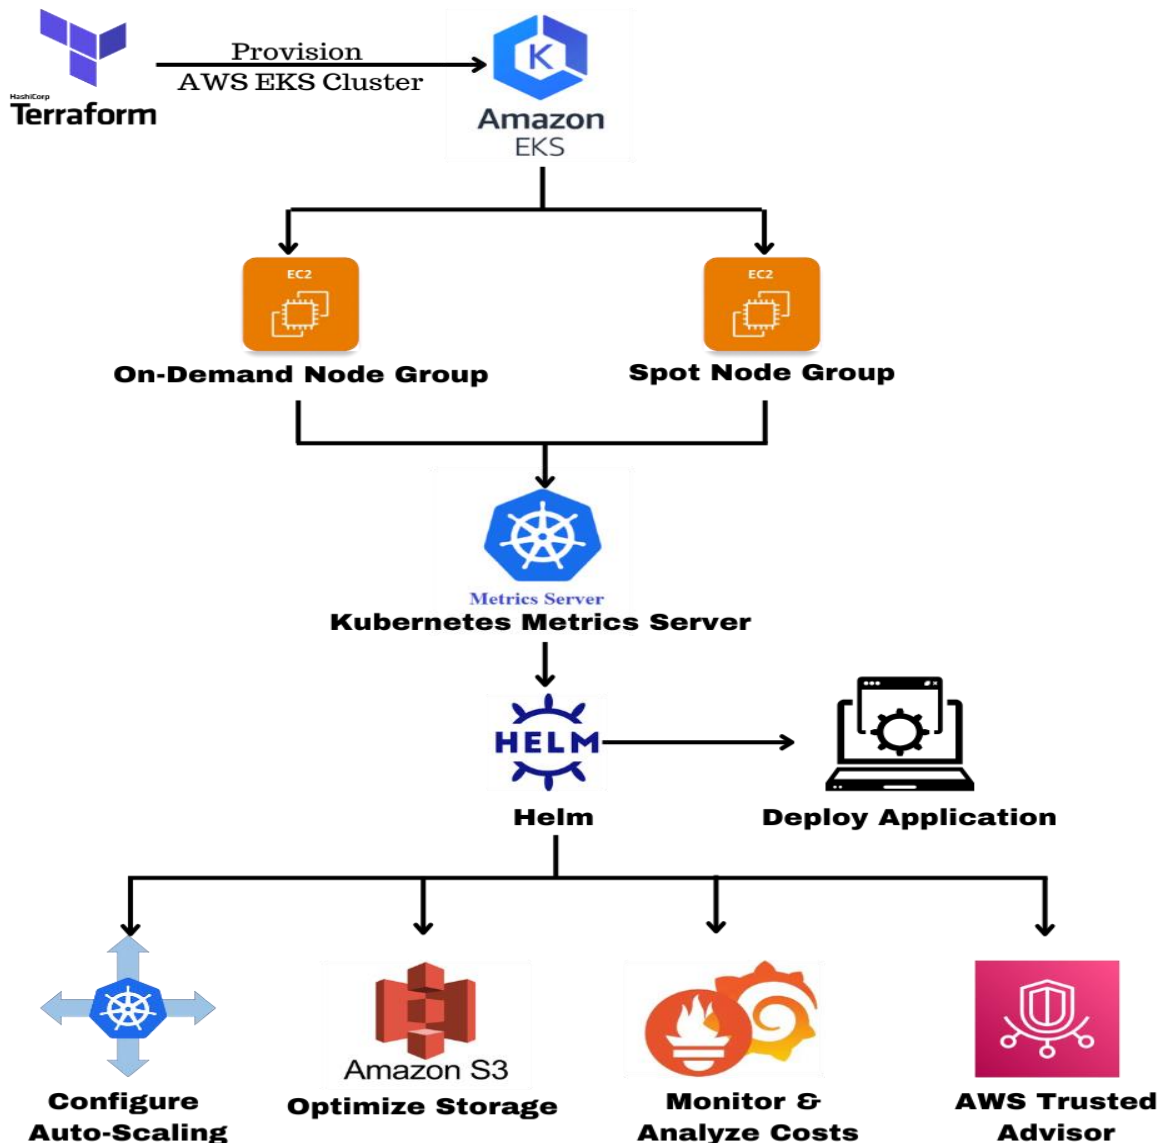 Provision
AWS EKS Cluster
HashiCorp
Terraform
K
Amazon
EKS
EC2
EC2
On-Demand Node Group
Spot Node Group
Metrics Server
Kubernetes Metrics Server
HELM
Helm
Deploy Application
Amazon S3
Configure
Auto-Scaling
Optimize Storage
Monitor &
Analyze Costs
AWS Trusted
Advisor